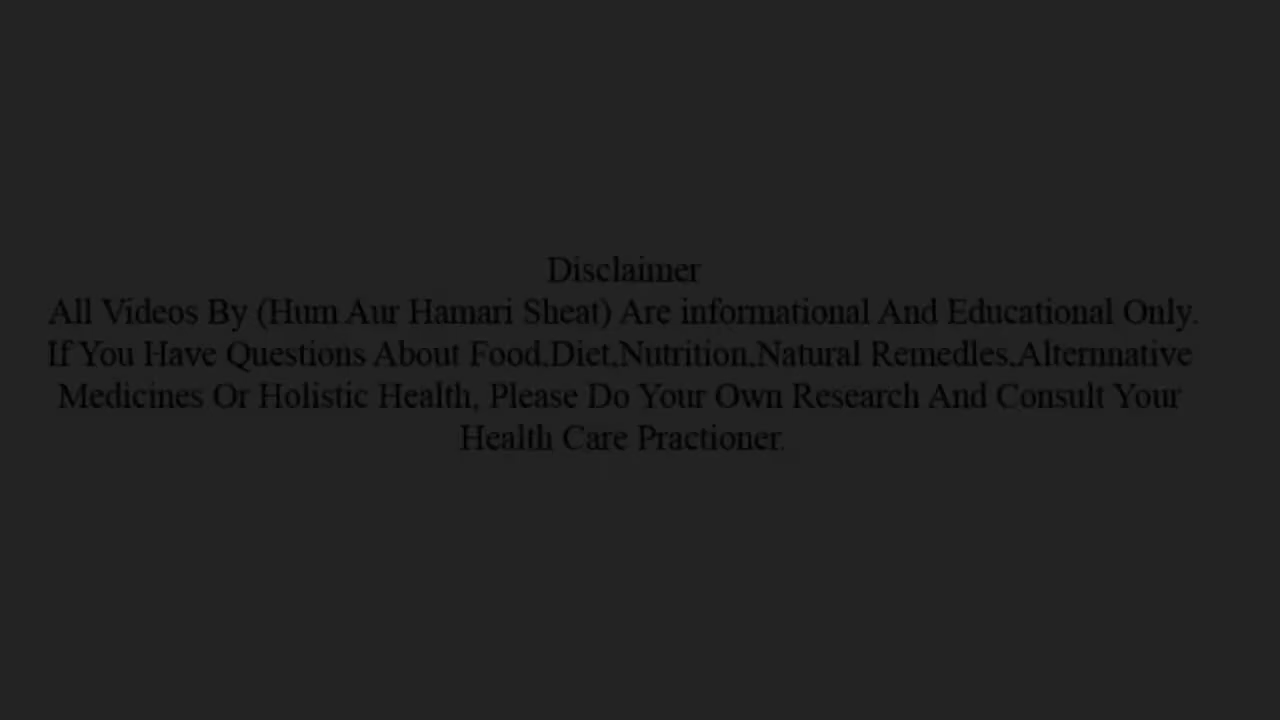 Disclaimer
All Videos By (Hum Aur Hamari Sheat) Are informational And Educational Only.
If You Have Questions About Food,Diet,Nutrition,Natural Remedles,Alternnative
Medicines Or Holistic Health, Please Do Your Own Research And Consult Your
Health Care Practioner.